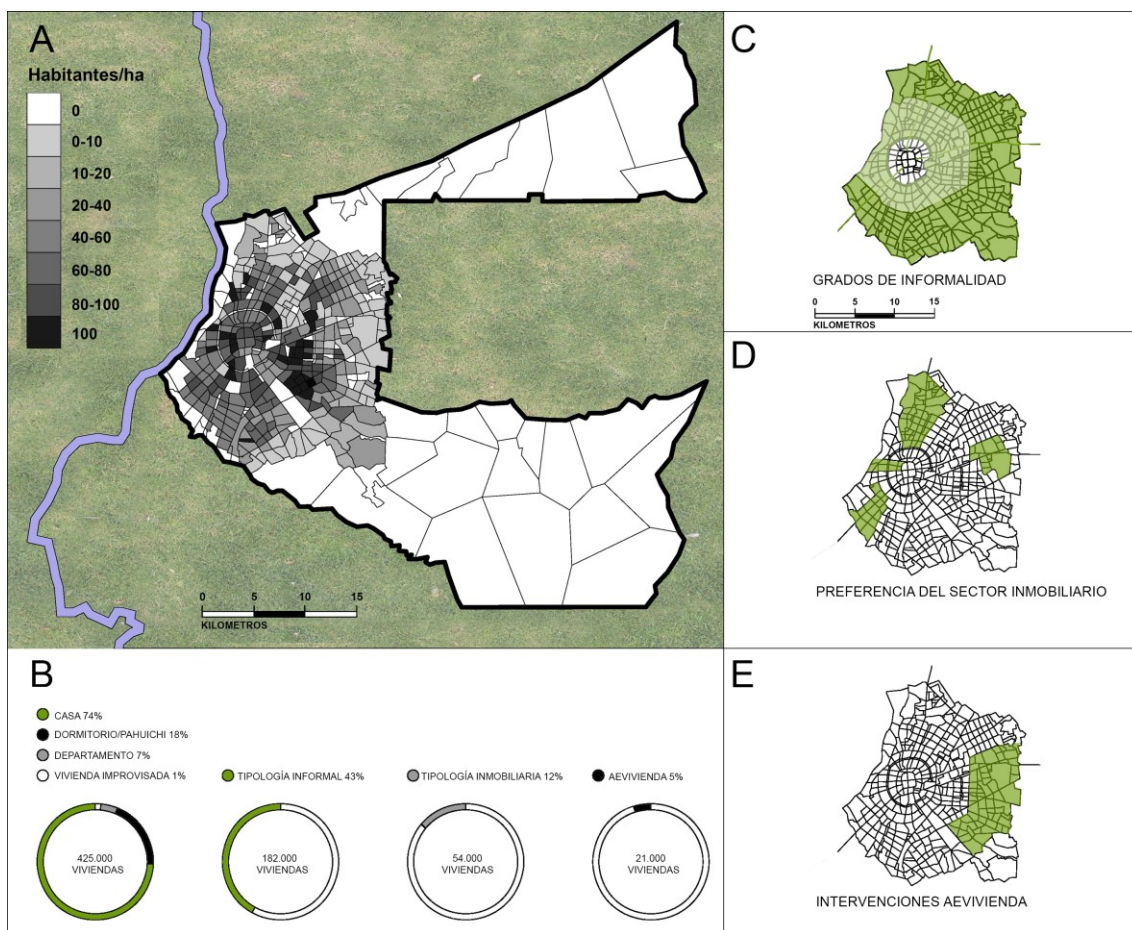 A
Habitantes/ha
0
0-10
10-20
20-40
40-60
60-80
80-100
100
0 5 10 15
KILOMETROS
B
CASA 74%
DORMITORIO/PAHUICHI 18%
DEPARTAMENTO 7%
VIVIENDA IMPROVISADA 1%
TIPOLOGÍA INFORMAL 43%
TIPOLOGÍA INMOBILIARIA 12%
AEVIVIENDA 5%
425.000
VIVIENDAS
182.000
VIVIENDAS
54.000
VIVIENDAS
21.000
VIVIENDAS
C
GRADOS DE INFORMALIDAD
0 5 10 15
KILOMETROS
D
PREFERENCIA DEL SECTOR INMOBILIARIO
E
INTERVENCIONES AEVIVIENDA